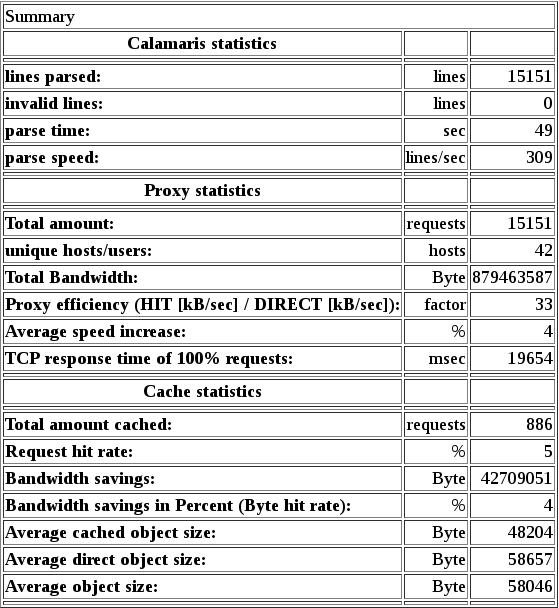 Summary
Calamaris statistics
lines parsed: lines 15151
invalid lines: lines 0
parse time: sec 49
parse speed: lines/sec 309
Proxy statistics
Total amount: requests 15151
unique hosts/users: hosts 42
Total Bandwidth: Byte 879463587
Proxy efficiency (HIT [kB/sec] / DIRECT [kB/sec]): factor 33
Average speed increase: % 4
TCP response time of 100% requests: msec 19654
Cache statistics
Total amount cached: requests 886
Request hit rate: % 5
Bandwidth savings: Byte 42709051
Bandwidth savings in Percent (Byte hit rate): % 4
Average cached object size: Byte 48204
Average direct object size: Byte 58657
Average object size: Byte 58046